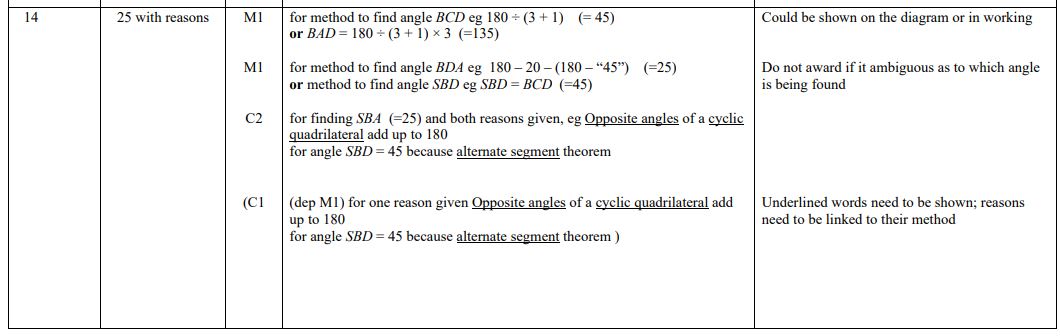 14
25 with reasons
M1
for method to find angle BCD eg 180 ÷ (3 + 1) (= 45)
or BAD = 180 ÷ (3 + 1) × 3 (=135)
Could be shown on the diagram or in working
M1
for method to find angle BDA eg 180 – 20 – (180 – “45”) (=25)
or method to find angle SBD eg SBD = BCD (=45)
Do not award if it ambiguous as to which angle
is being found
C2
for finding SBA (=25) and both reasons given, eg Opposite angles of a cyclic
quadrilateral add up to 180
for angle SBD = 45 because alternate segment theorem
(C1
(dep M1) for one reason given Opposite angles of a cyclic quadrilateral add
up to 180
for angle SBD = 45 because alternate segment theorem )
Underlined words need to be shown; reasons
need to be linked to their method